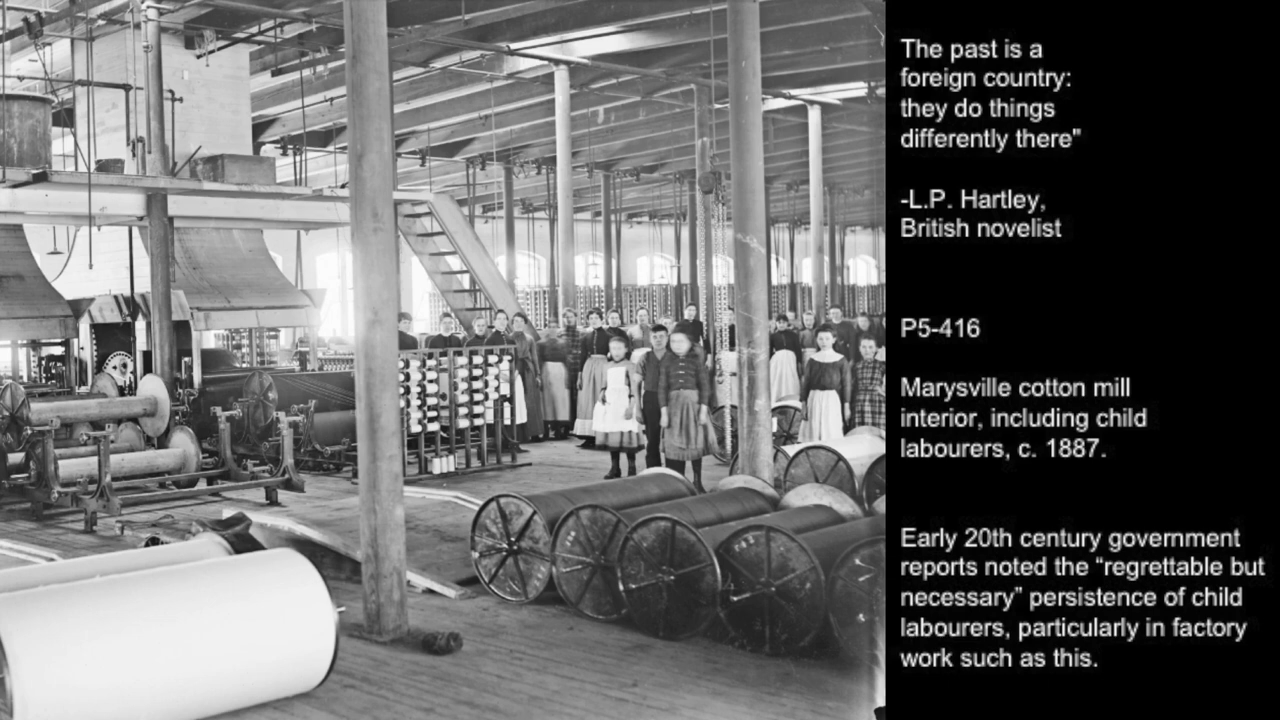 The past is a
foreign country:
they do things
differently there"
-L.P. Hartley,
British novelist
P5-416
Marysville cotton mill
interior, including child
labourers, c. 1887.
Early 20th century government
reports noted the “regrettable but
necessary” persistence of child
labourers, particularly in factory
work such as this.